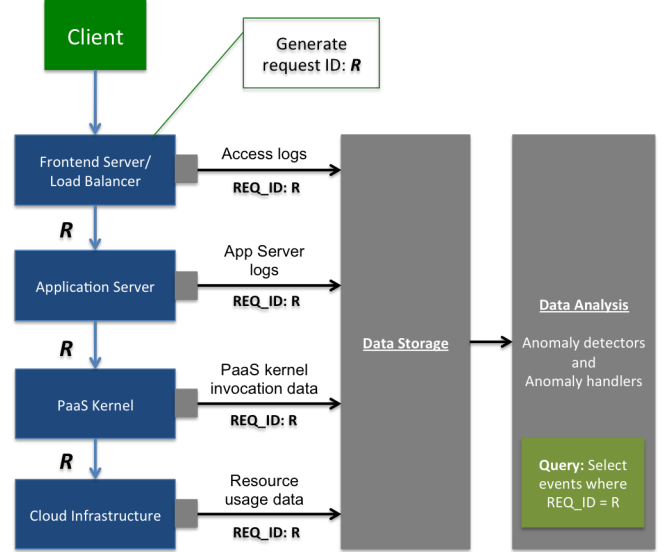 Client
Generate
request ID: R
Frontend Server/
Load Balancer
Access logs
REQ_ID: R
R
Application Server
App Server
logs
REQ_ID: R
R
PaaS Kernel
PaaS kernel
invocation data
REQ_ID: R
R
Cloud Infrastructure
Resource
usage data
REQ_ID: R
Data Storage
Data Analysis
Anomaly detectors
and
Anomaly handlers
Query: Select
events where
REQ_ID = R